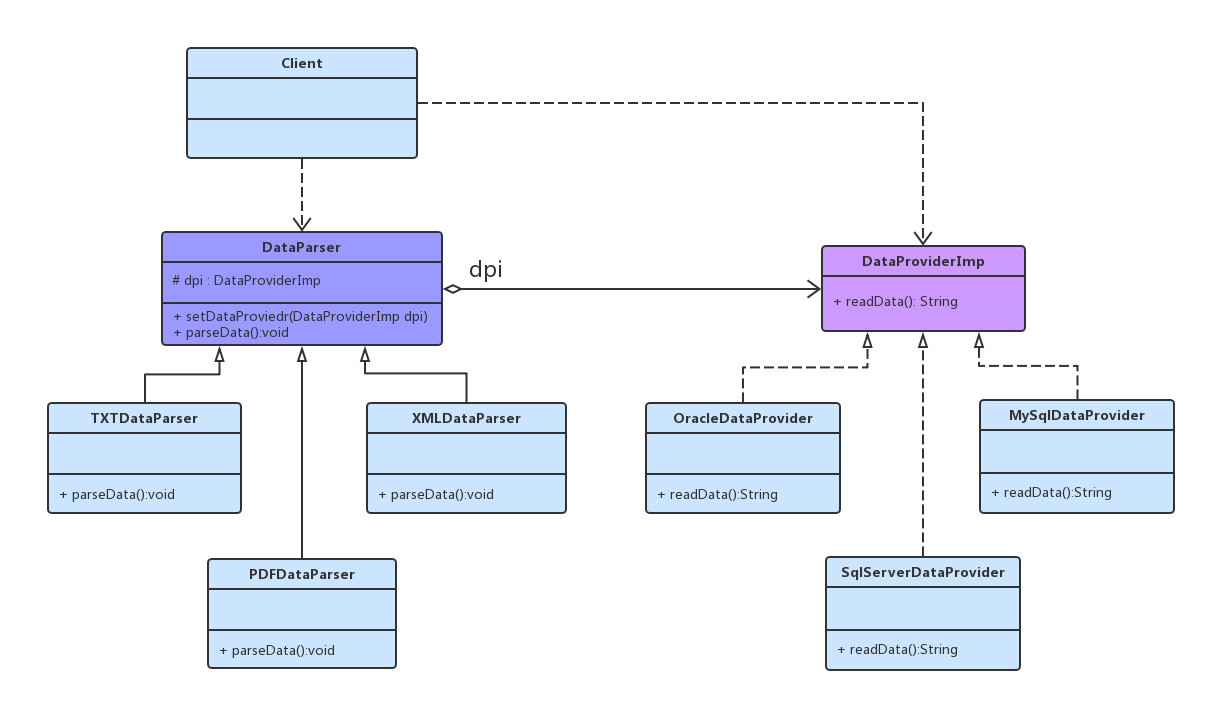 Client
DataParser
# dpi : DataProviderImp
+ setDataProviedr(DataProviderImp dpi)
+ parseData():void
dpi
DataProviderImp
+ readData(): String
TXTDataParser
+ parseData():void
XMLDataParser
+ parseData():void
OracleDataProvider
+ readData():String
MySqlDataProvider
+ readData():String
PDFDataParser
+ parseData():void
SqlServerDataProvider
+ readData():String